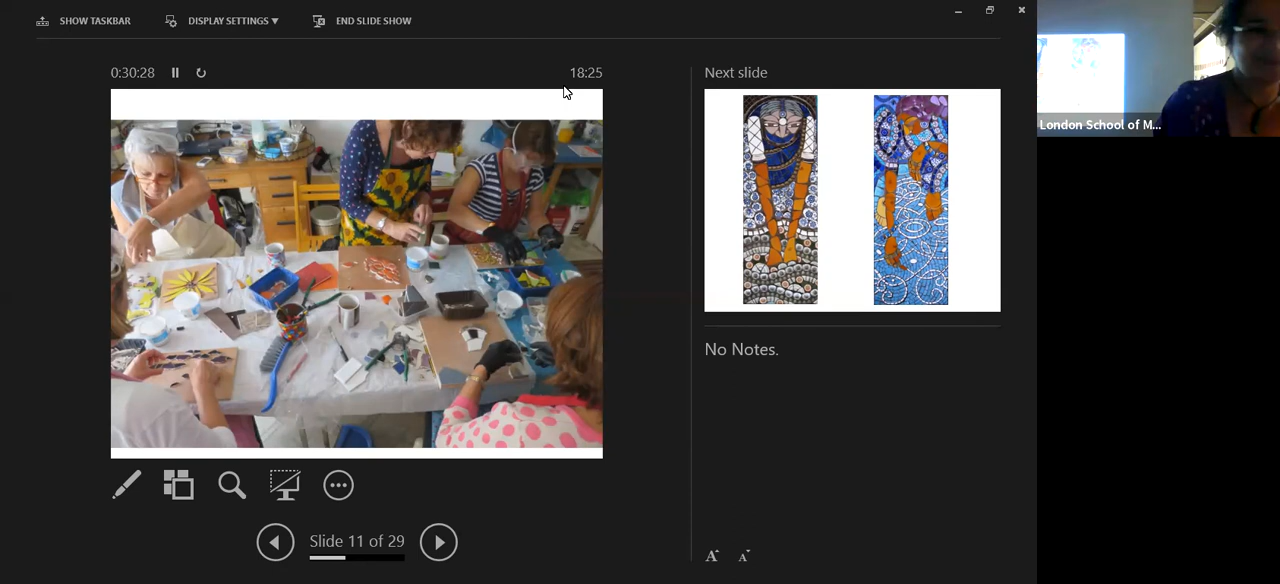 SHOW TASKBAR
DISPLAY SETTINGS ▼
END SLIDE SHOW
0:30:28
18:25
Next slide
London School of M...
No Notes.
Slide 11 of 29
A
A